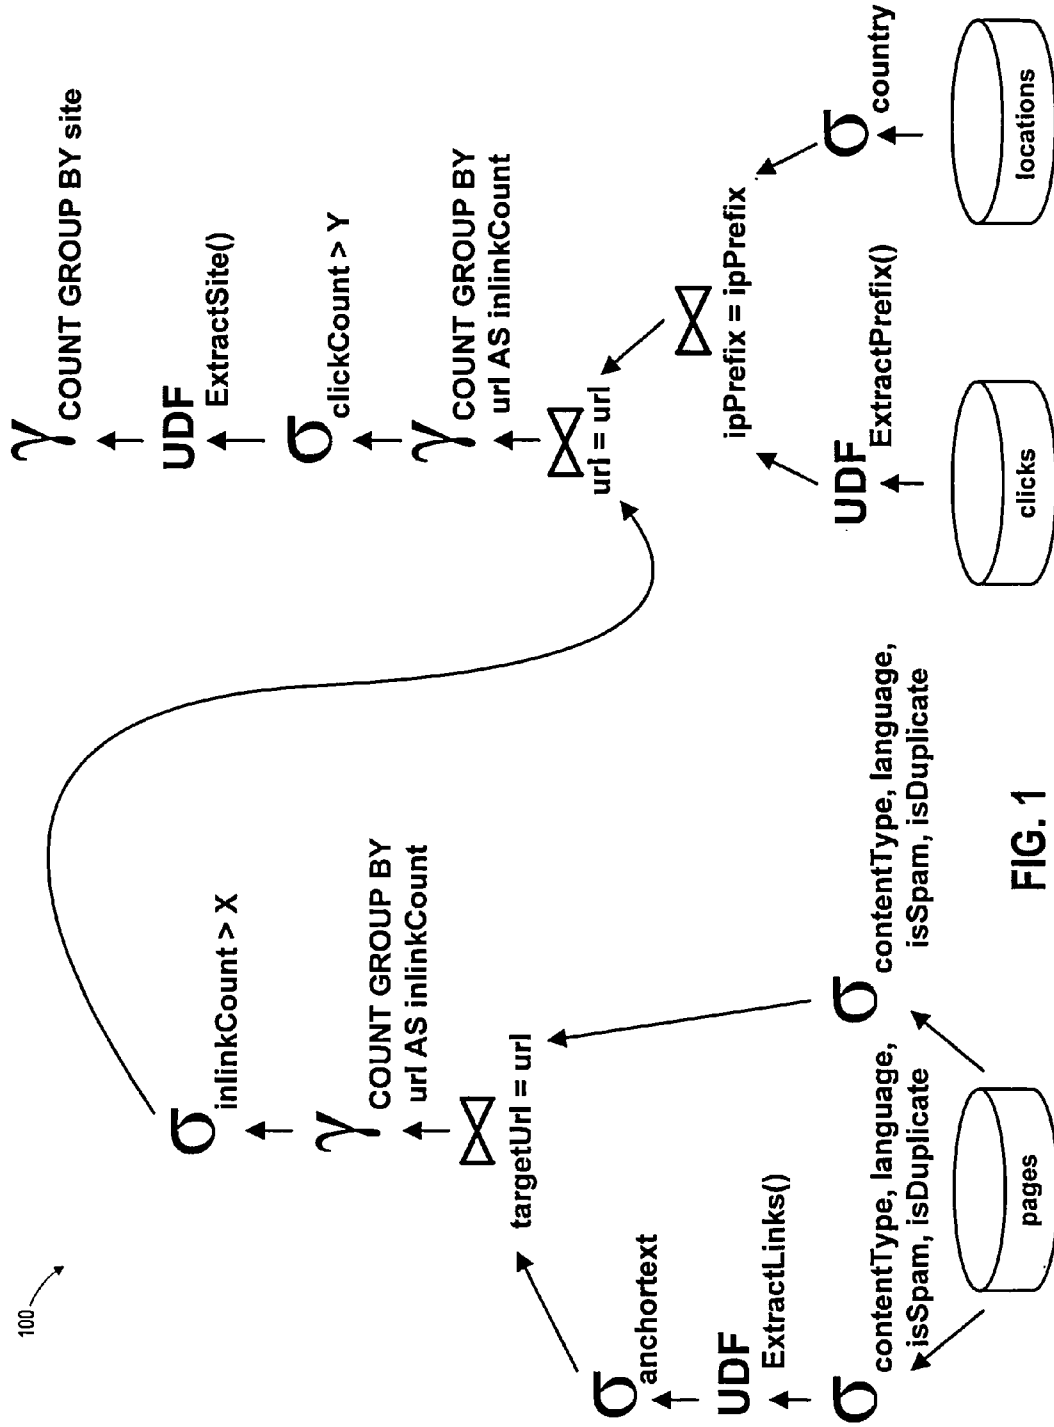 100
σ inlinkCount > X
γ COUNT GROUP BY
url AS inlinkCount
⋈
targetUrl = url
σ anchortext
UDF ExtractLinks()
σ contentType, language,
isSpam, isDuplicate
σ contentType, language,
isSpam, isDuplicate
pages
γ COUNT GROUP BY site
UDF ExtractSite()
σ clickCount > Y
γ COUNT GROUP BY
url AS inlinkCount
⋈
url = url
⋈
ipPrefix = ipPrefix
UDF ExtractPrefix()
σ country
clicks
locations
FIG. 1